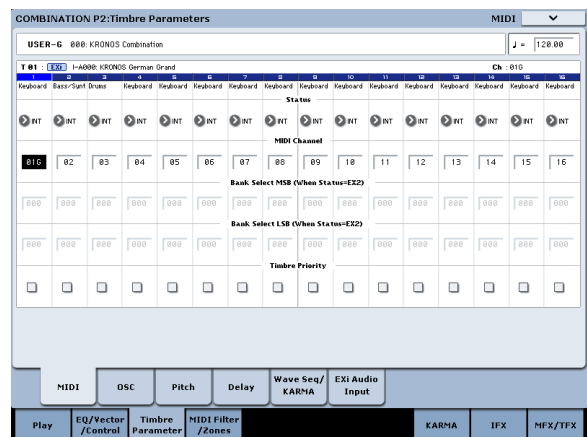 COMBINATION P2:Timbre Parameters MIDI
USER-G 000: KRONOS Combination ♩ = 120.00
T 01 : EXi I-A000: KRONOS German Grand Ch : 01G
1 2 3 4 5 6 7 8 9 10 11 12 13 14 15 16
Keyboard Bass/Synt Drums Keyboard Keyboard Keyboard Keyboard Keyboard Keyboard Keyboard Keyboard Keyboard Keyboard Keyboard Keyboard Keyboard
Status
INT INT INT INT INT INT INT INT INT INT INT INT INT INT INT INT
MIDI Channel
01G 02 03 04 05 06 07 08 09 10 11 12 13 14 15 16
Bank Select MSB (When Status=EX2)
000 000 000 000 000 000 000 000 000 000 000 000 000 000 000 000
Bank Select LSB (When Status=EX2)
000 000 000 000 000 000 000 000 000 000 000 000 000 000 000 000
Timbre Priority
MIDI OSC Pitch Delay Wave Seq/ EXi Audio
KARMA Input
Play EQ/Vector Timbre MIDI Filter KARMA IFX MFX/TFX
/Control Parameter /Zones